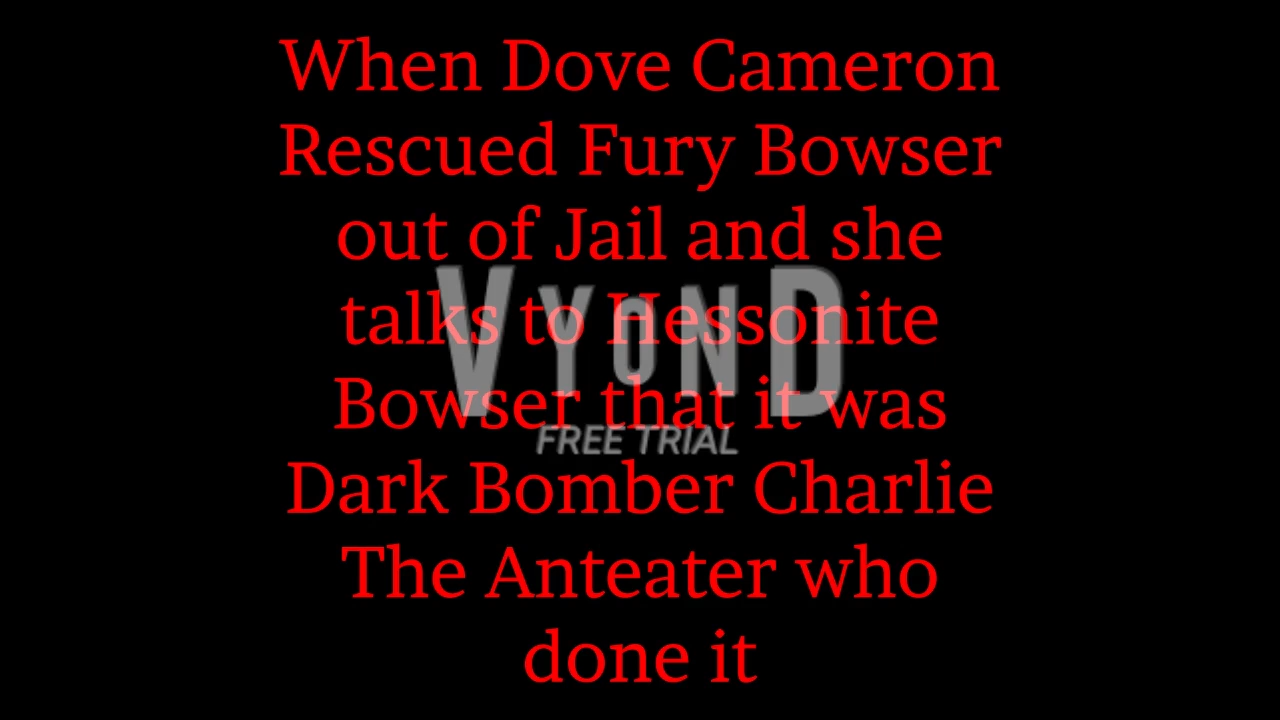 When Dove Cameron
Rescued Fury Bowser
out of Jail and she
talks to Hessonite
Bowser that it was
Dark Bomber Charlie
The Anteater who
done it
VYOND
FREE TRIAL